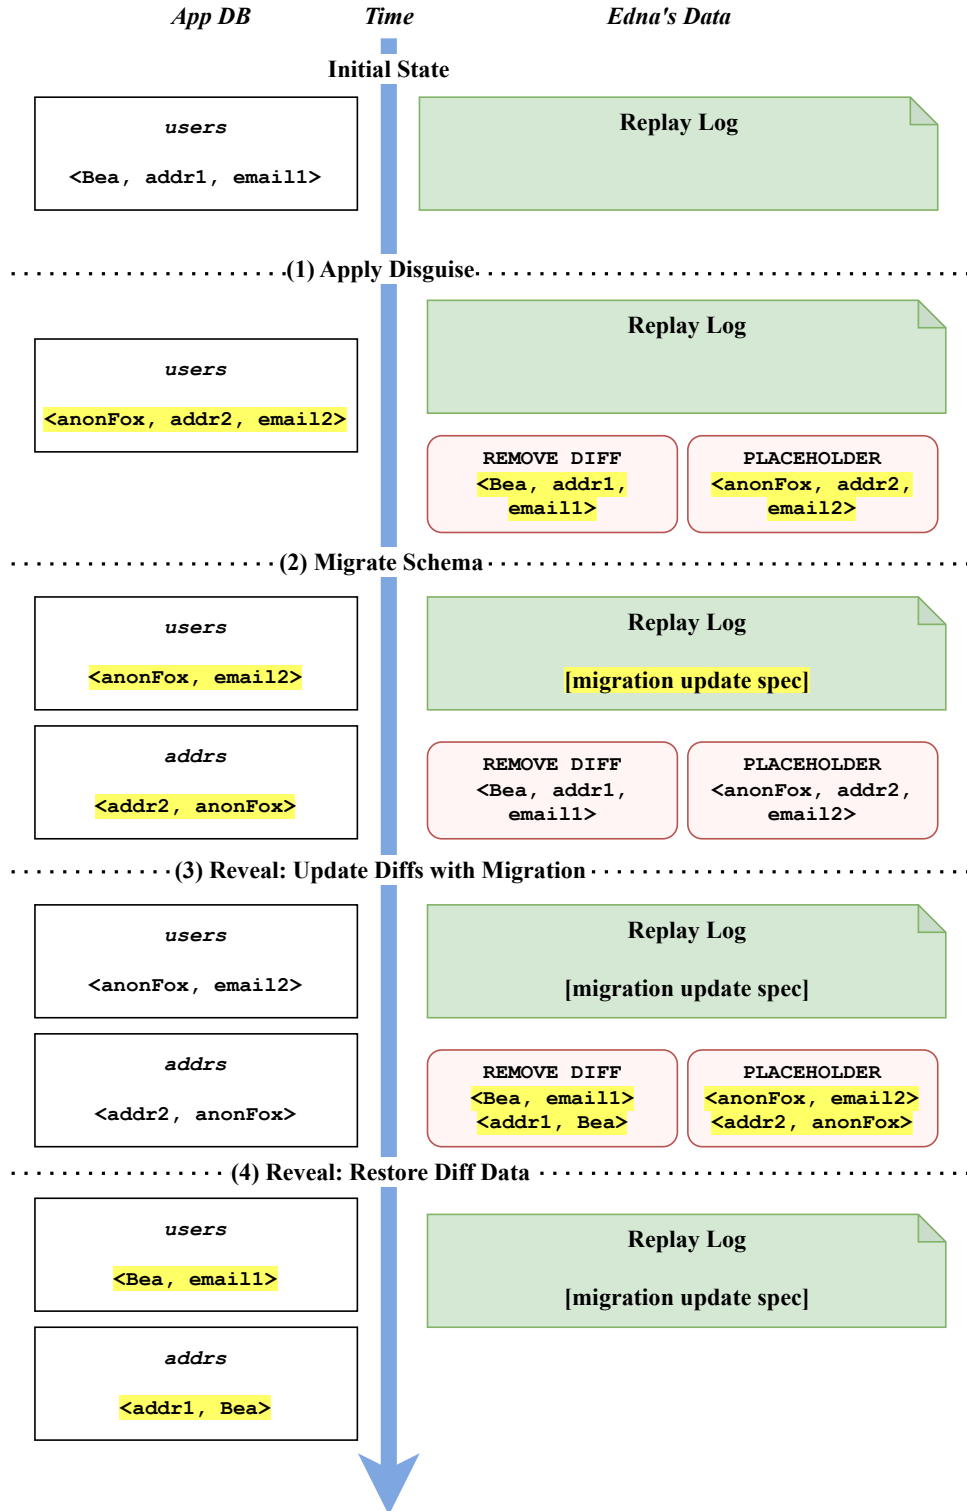 App DB Time Edna's Data
Initial State
users
<Bea, addr1, email1>
Replay Log
(1) Apply Disguise
users
<anonFox, addr2, email2>
Replay Log
REMOVE DIFF
<Bea, addr1,
email1>
PLACEHOLDER
<anonFox, addr2,
email2>
(2) Migrate Schema
users
<anonFox, email2>
addrs
<addr2, anonFox>
Replay Log
[migration update spec]
REMOVE DIFF
<Bea, addr1,
email1>
PLACEHOLDER
<anonFox, addr2,
email2>
(3) Reveal: Update Diffs with Migration
users
<anonFox, email2>
addrs
<addr2, anonFox>
Replay Log
[migration update spec]
REMOVE DIFF
<Bea, email1>
<addr1, Bea>
PLACEHOLDER
<anonFox, email2>
<addr2, anonFox>
(4) Reveal: Restore Diff Data
users
<Bea, email1>
addrs
<addr1, Bea>
Replay Log
[migration update spec]